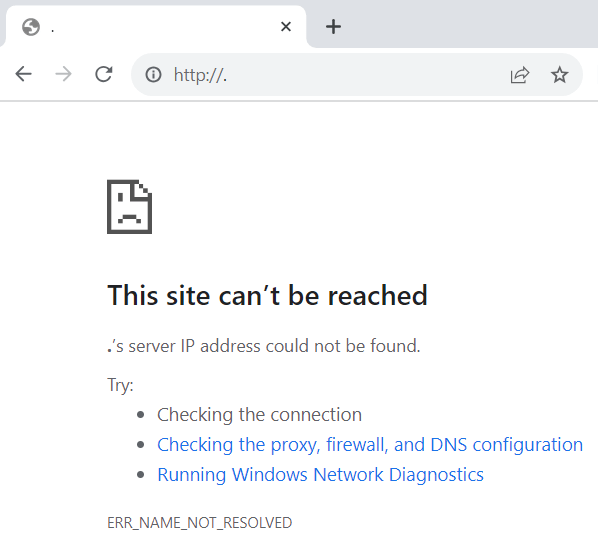 .
http://.
This site can’t be reached
.’s server IP address could not be found.
Try:
Checking the connection
Checking the proxy, firewall, and DNS configuration
Running Windows Network Diagnostics
ERR_NAME_NOT_RESOLVED